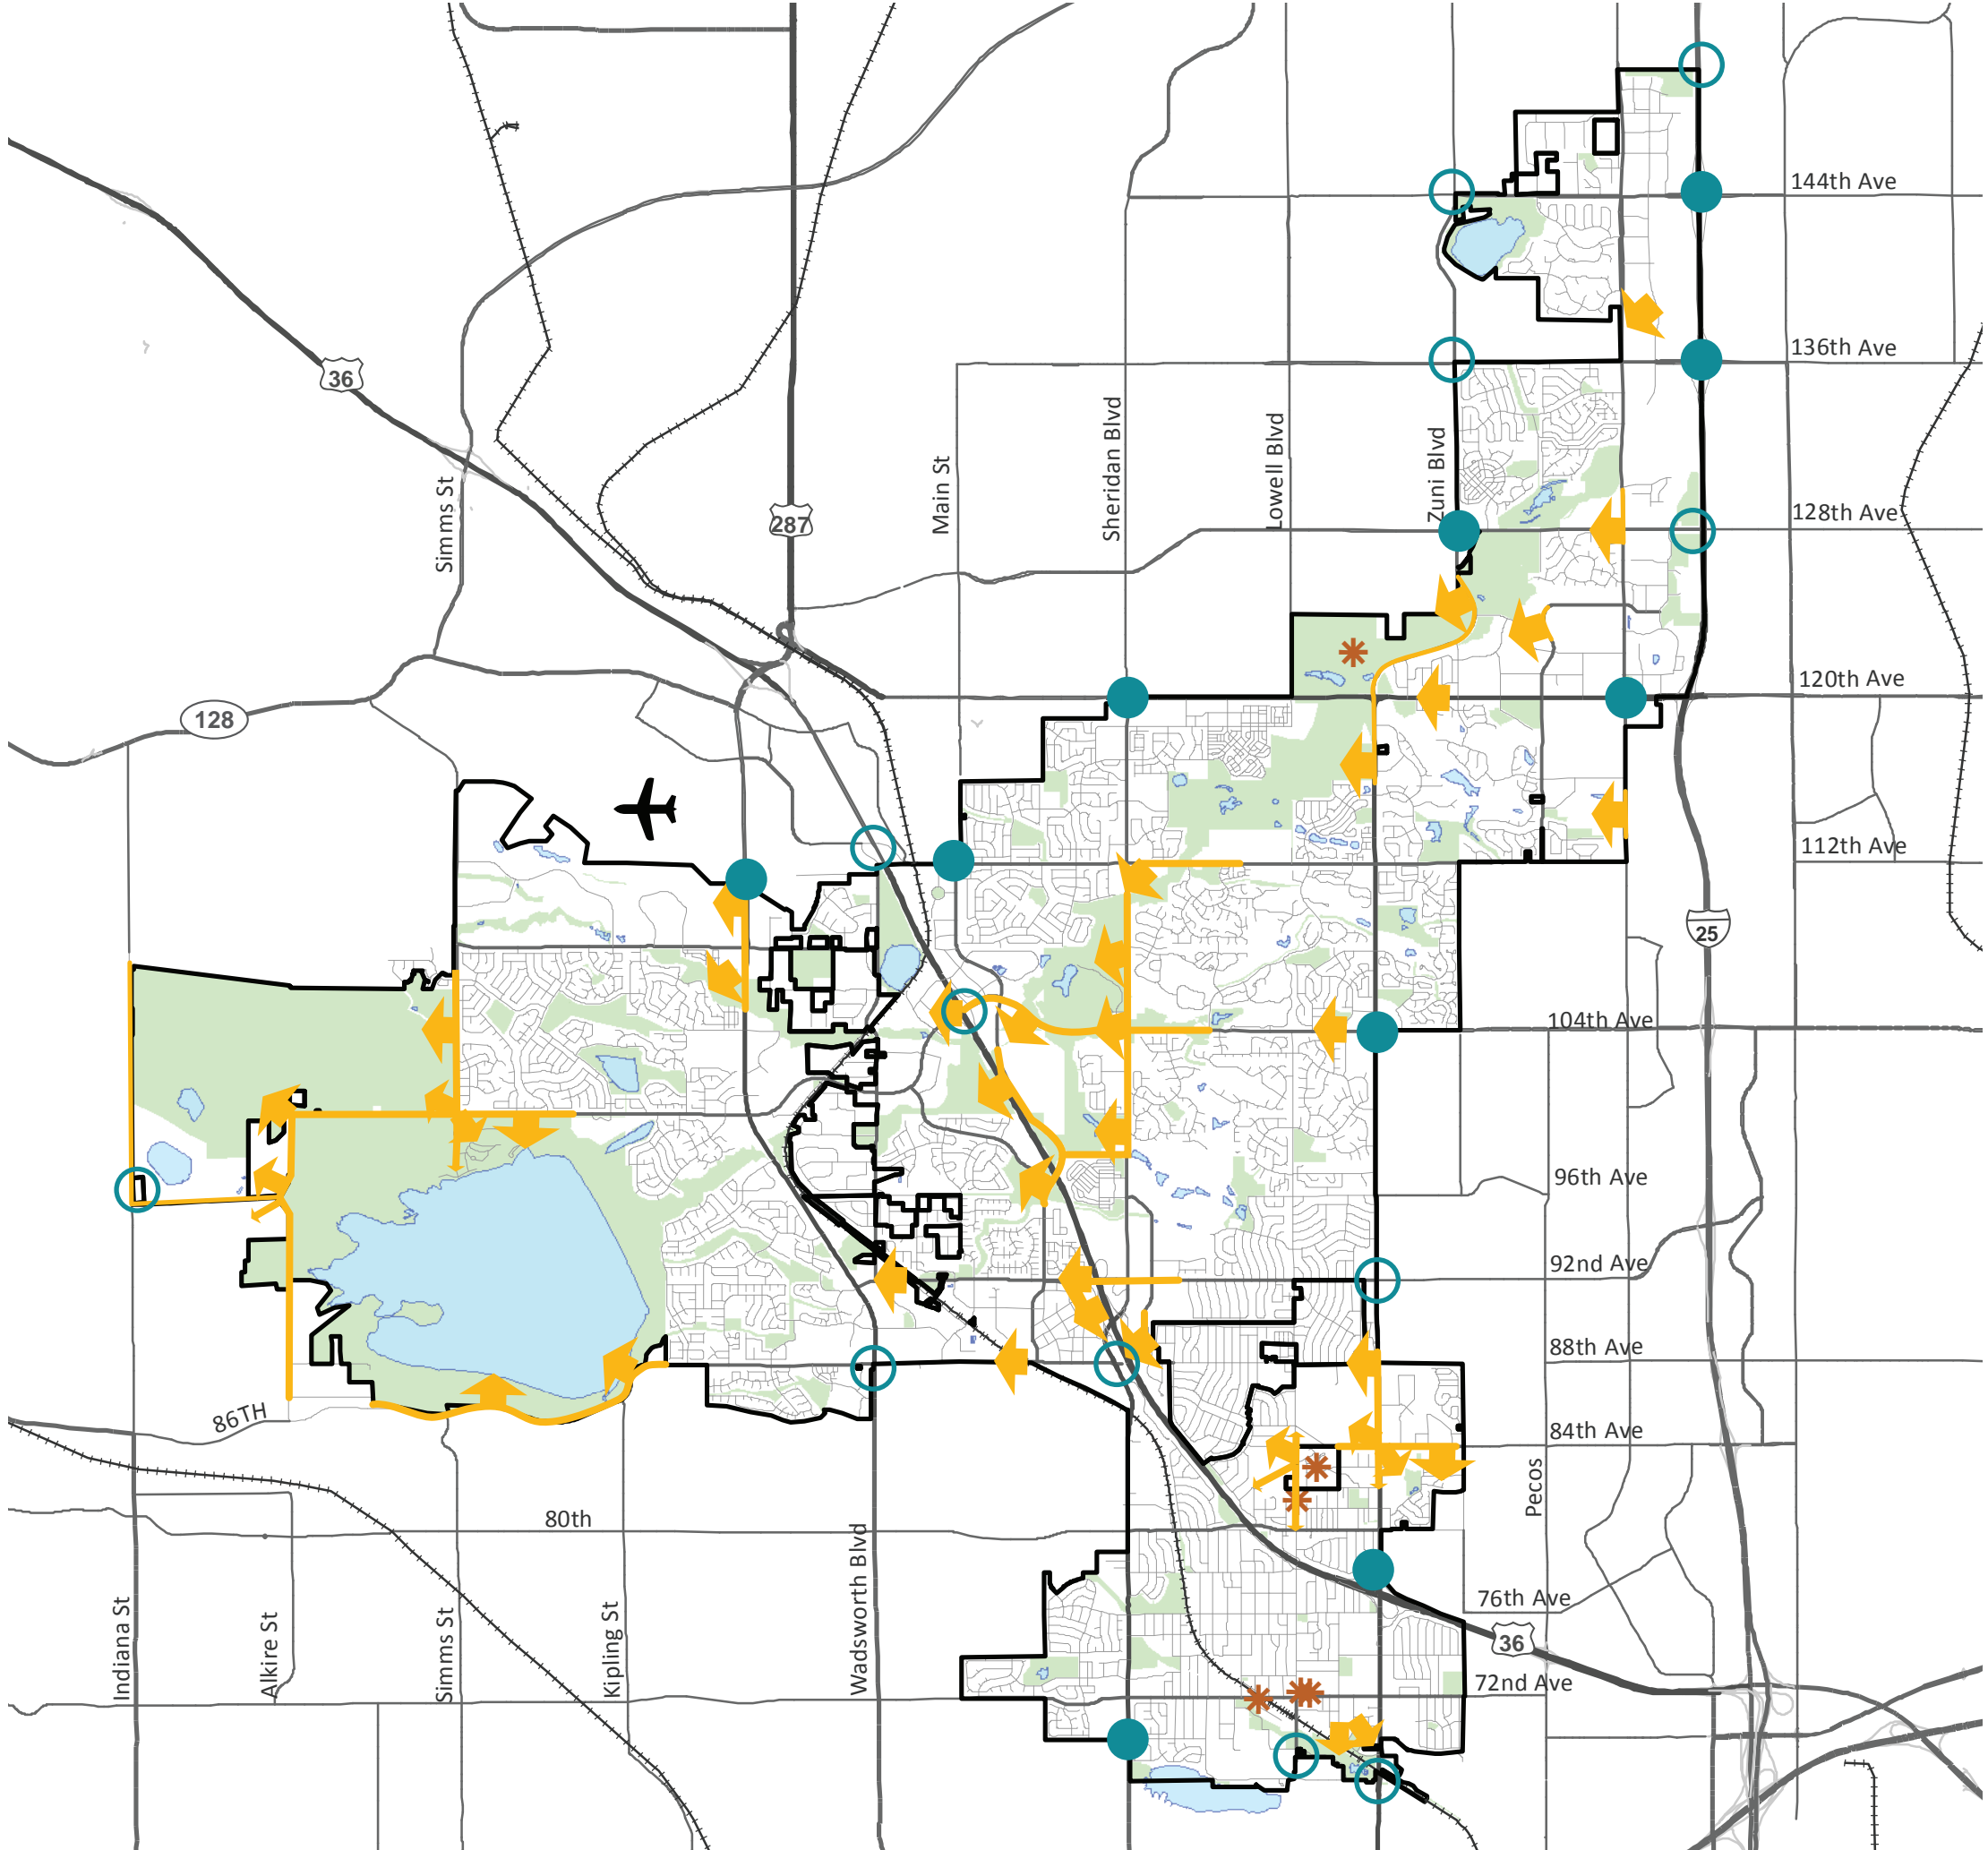 144th Ave
136th Ave
36
Sheridan Blvd
Lowell Blvd
Zuni Blvd
Main St
Simms St
287
128th Ave
120th Ave
128
112th Ave
25
104th Ave
96th Ave
92nd Ave
88th Ave
86TH
84th Ave
Pecos
80th
Wadsworth Blvd
76th Ave
Indiana St
Alkire St
Simms St
Kipling St
36
72nd Ave